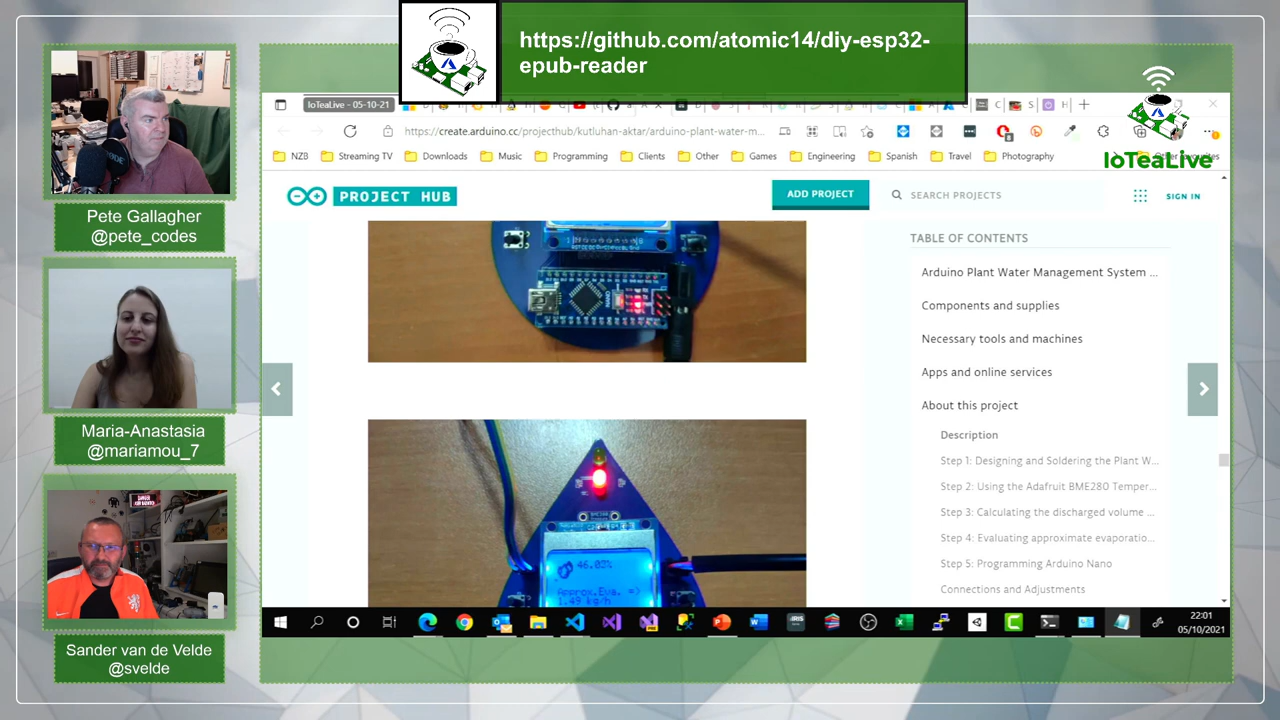 https://github.com/atomic14/diy-esp32-
epub-reader
IoTeaLive - 05-10-21
https://create.arduino.cc/projecthub/kutluhan-aktar/arduino-plant-water-m...
NZB
Streaming TV
Downloads
Music
Programming
Clients
Other
Games
Engineering
Spanish
Travel
Photography
IoTeaLive
PROJECT HUB
ADD PROJECT
SEARCH PROJECTS
SIGN IN
TABLE OF CONTENTS
Arduino Plant Water Management System ...
Components and supplies
Necessary tools and machines
Apps and online services
About this project
Description
Step 1: Designing and Soldering the Plant W...
Step 2: Using the Adafruit BME280 Temper...
Step 3: Calculating the discharged volume ...
Step 4: Evaluating approximate evaporatio...
Step 5: Programming Arduino Nano
Connections and Adjustments
46.03%
Approx.Eva. =>
1.49 kg/h
22:01
05/10/2021
Pete Gallagher
@pete_codes
Maria-Anastasia
@mariamou_7
Sander van de Velde
@svelde